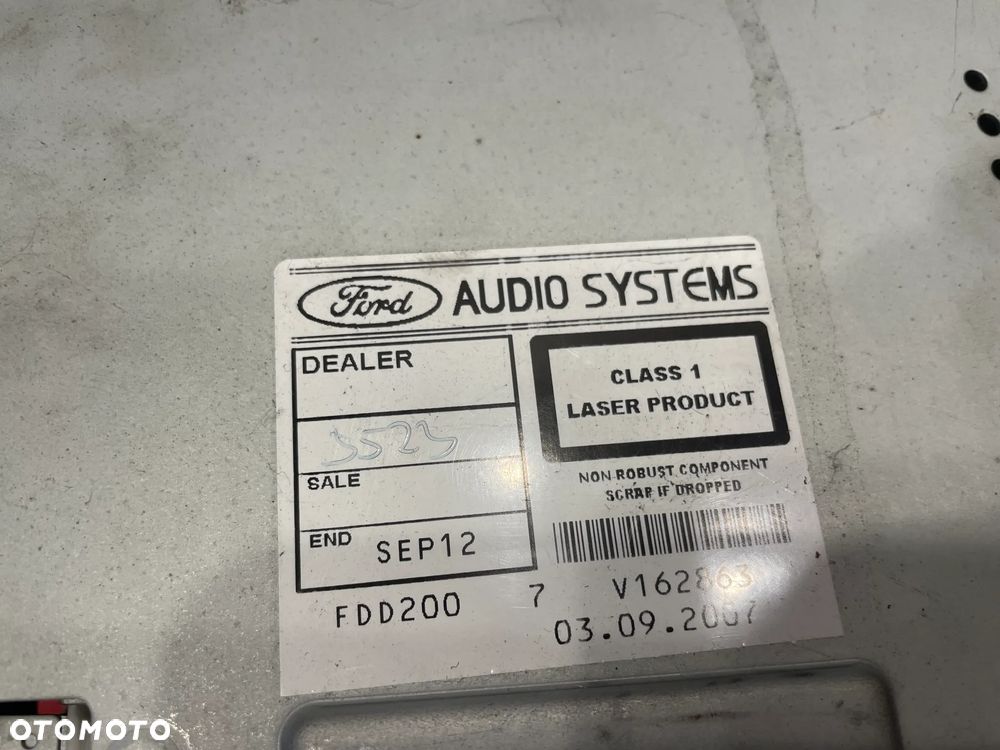 Ford AUDIO SYSTEMS
DEALER
CLASS 1
LASER PRODUCT
5523
NON ROBUST COMPONENT
SCRAP IF DROPPED
SALE
END SEP12
FDD200 7 V162863
03.09.2007
OTOMOTO